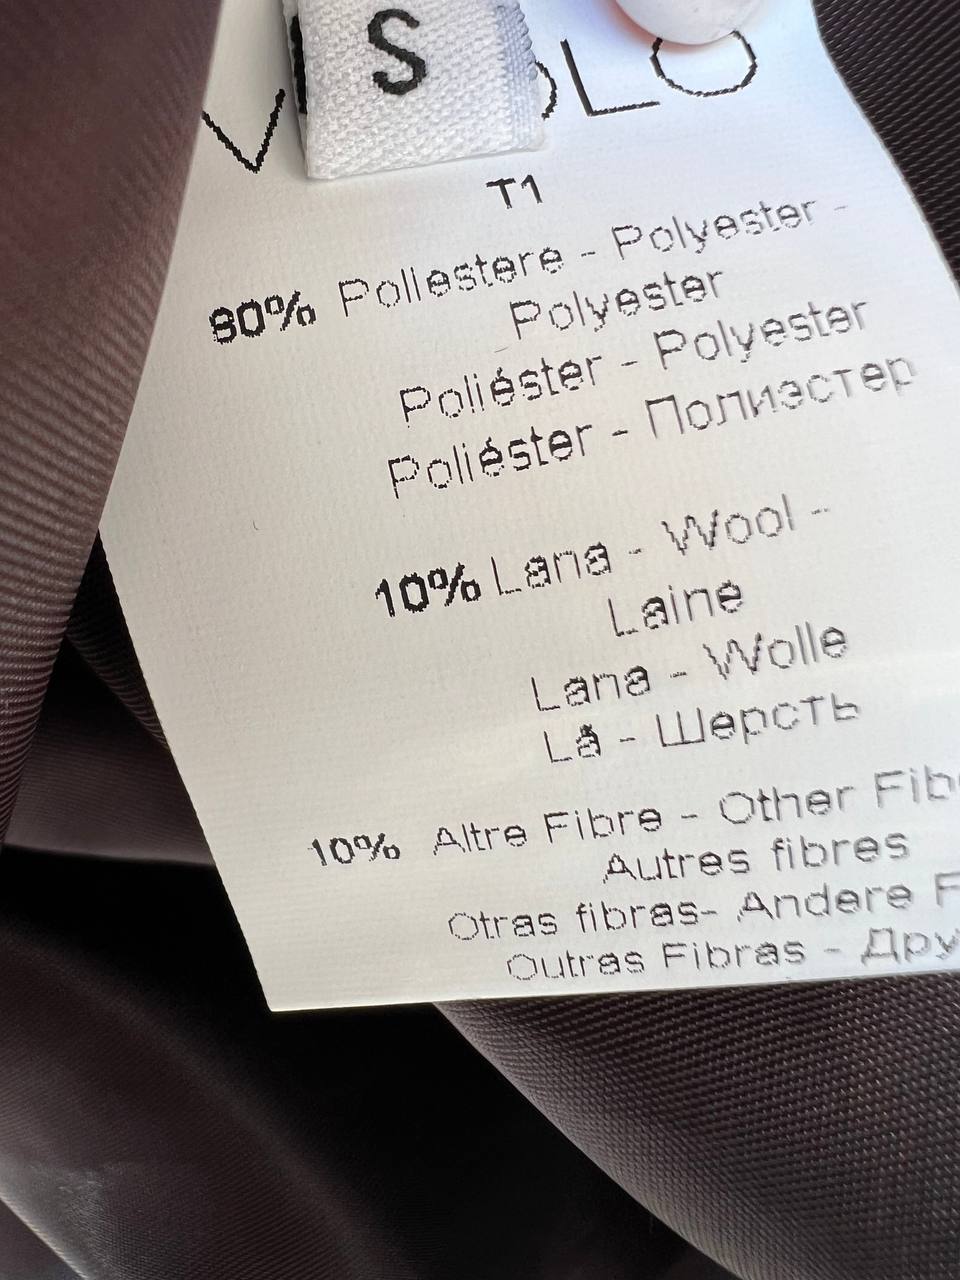 S
T1
80% Poliestere - Polyester -
Polyester
Poliéster - Polyester
Poliéster - Полиэстер
10% Lana - Wool -
Laine
Lana - Wolle
Lã - Шерсть
10% Altre Fibre - Other
Autres fibres
Otras fibras- Andere
Outras Fibras -